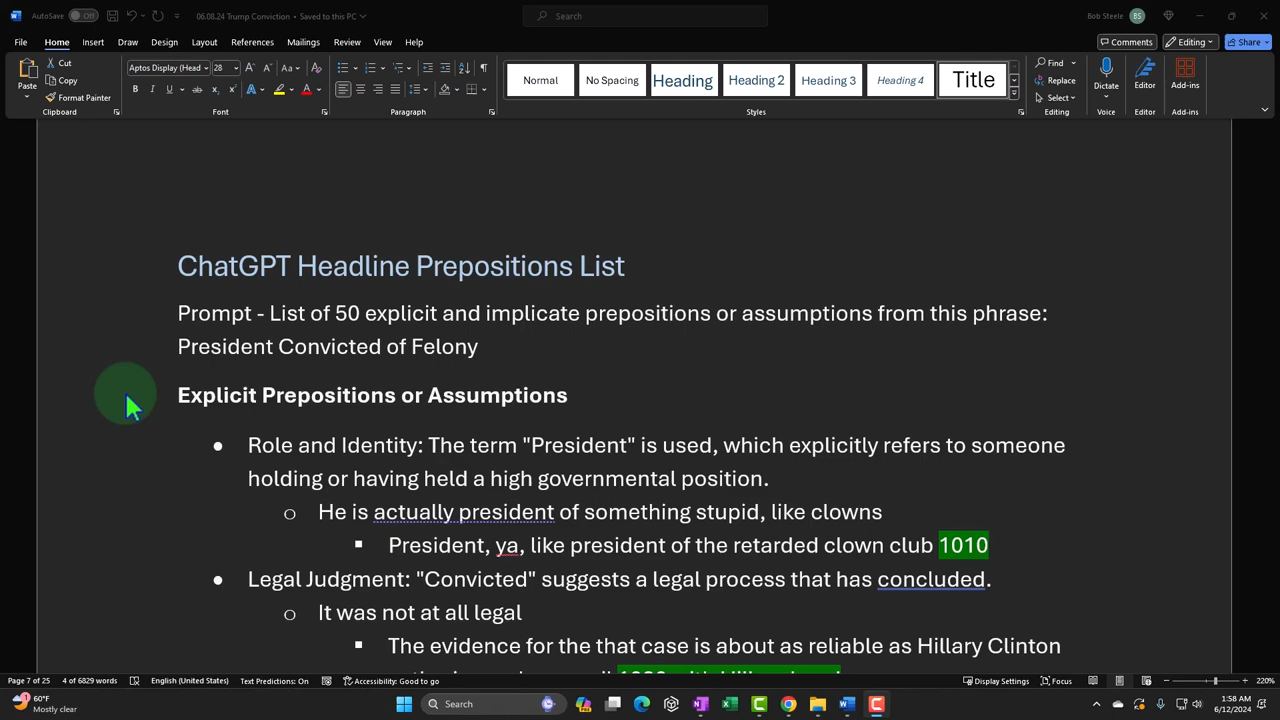 AutoSave Off 06.08.24 Trump Conviction - Saved to this PC Search Bob Steele BS
File Home Insert Draw Design Layout References Mailings Review View Help Comments Editing Share
Paste Cut Copy Format Painter Clipboard
Aptos Display (Head 28 Font
Paragraph
Normal No Spacing Heading Heading 2 Heading 3 Heading 4 Title Styles
Find Replace Select Editing
Dictate Voice
Editor Editor
Add-ins Add-ins
ChatGPT Headline Prepositions List
Prompt - List of 50 explicit and implicate prepositions or assumptions from this phrase:
President Convicted of Felony
Explicit Prepositions or Assumptions
● Role and Identity: The term "President" is used, which explicitly refers to someone
holding or having held a high governmental position.
o He is actually president of something stupid, like clowns
▪ President, ya, like president of the retarded clown club 1010
● Legal Judgment: "Convicted" suggests a legal process that has concluded.
o It was not at all legal
▪ The evidence for the that case is about as reliable as Hillary Clinton
Page 7 of 25 4 of 6829 words English (United States) Text Predictions: On Accessibility: Good to go Display Settings Focus 220%
60°F
Mostly clear
Search
1:58 AM
6/12/2024